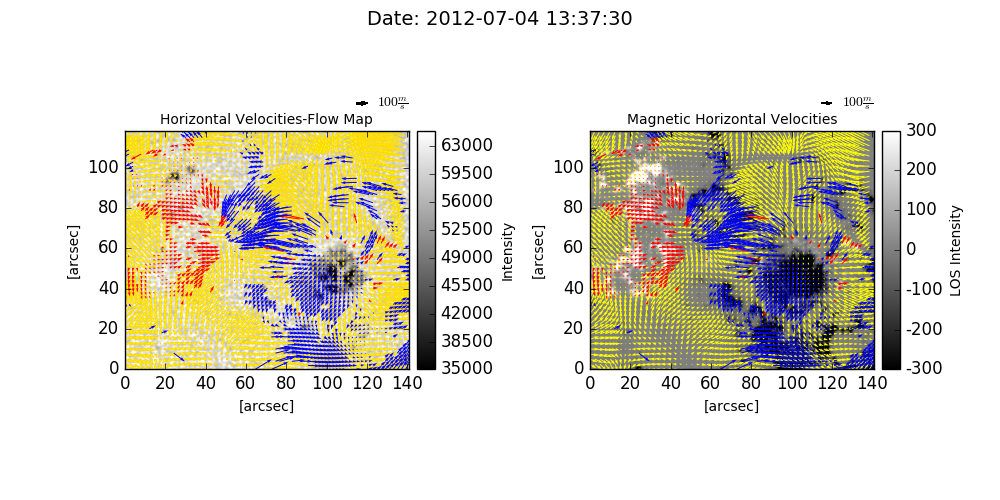 Date: 2012-07-04 13:37:30
100 m/s
Horizontal Velocities-Flow Map
100
80
60
40
20
0
[arcsec]
0 20 40 60 80 100 120 140
[arcsec]
63000
59500
56000
52500
49000
45500
42000
38500
35000
Intensity
100 m/s
Magnetic Horizontal Velocities
100
80
60
40
20
0
[arcsec]
0 20 40 60 80 100 120 140
[arcsec]
300
200
100
0
-100
-200
-300
LOS Intensity